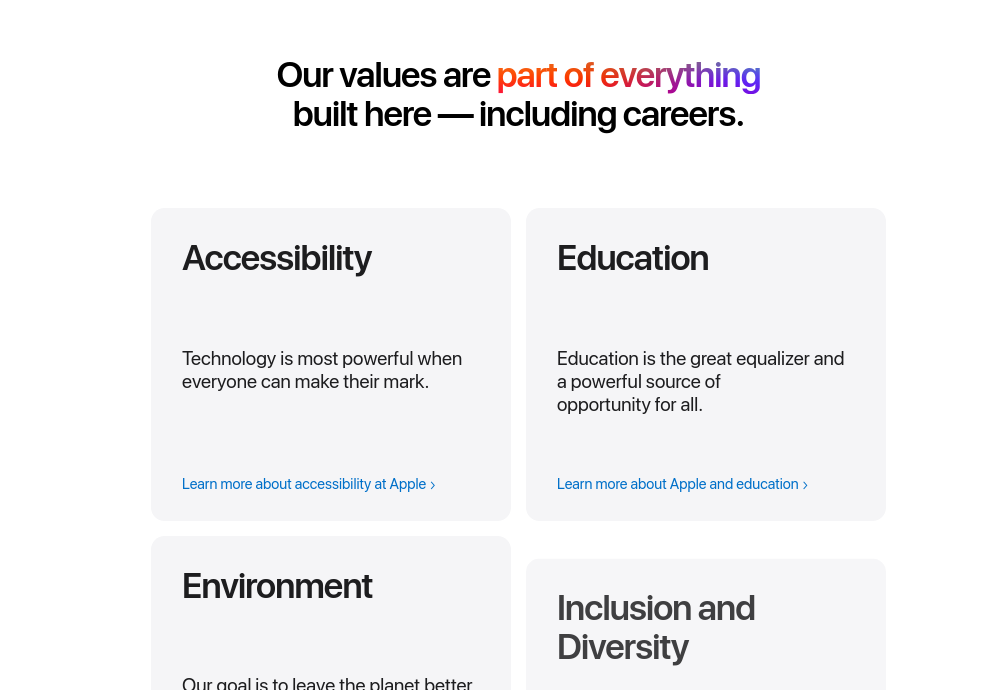 Our values are part of everything
built here — including careers.
Accessibility
Technology is most powerful when
everyone can make their mark.
Learn more about accessibility at Apple ›
Education
Education is the great equalizer and
a powerful source of
opportunity for all.
Learn more about Apple and education ›
Environment
Our goal is to leave the planet better
Inclusion and
Diversity